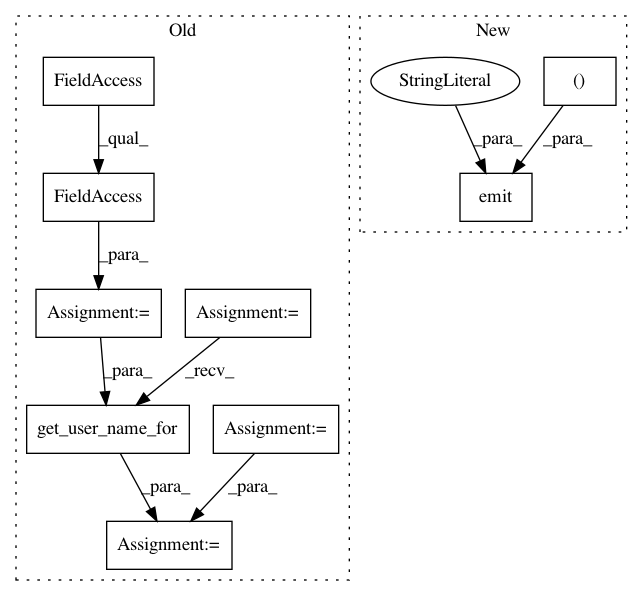 Old
New
FieldAccess
StringLiteral
()
_qual_
_para_
_para_
FieldAccess
emit
_para_
Assignment:=
Assignment:=
_para_
_recv_
get_user_name_for
Assignment:=
_para_
_para_
Assignment:=